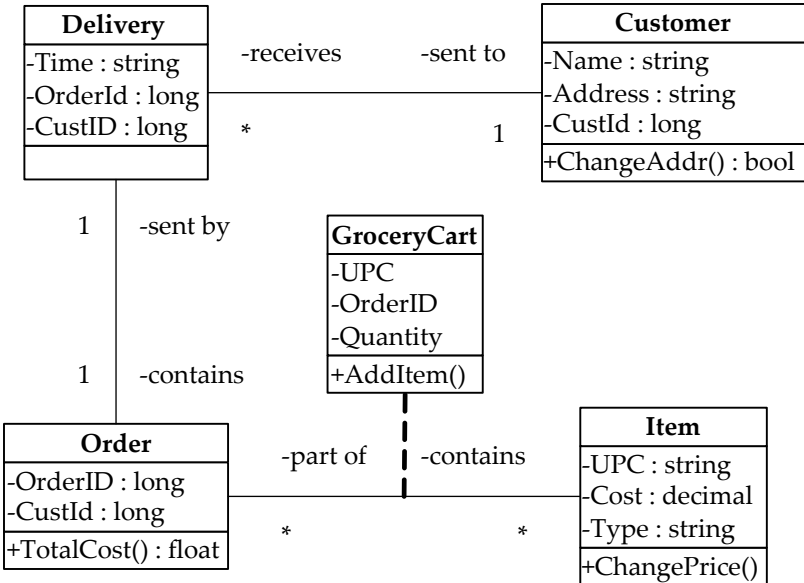 Delivery
-Time : string
-OrderId : long
-CustID : long
-receives
-sent to
*
1
Customer
-Name : string
-Address : string
-CustId : long
+ChangeAddr() : bool
1
-sent by
1
-contains
GroceryCart
-UPC
-OrderID
-Quantity
+AddItem()
Order
-OrderID : long
-CustId : long
+TotalCost() : float
-part of
-contains
*
*
Item
-UPC : string
-Cost : decimal
-Type : string
+ChangePrice()